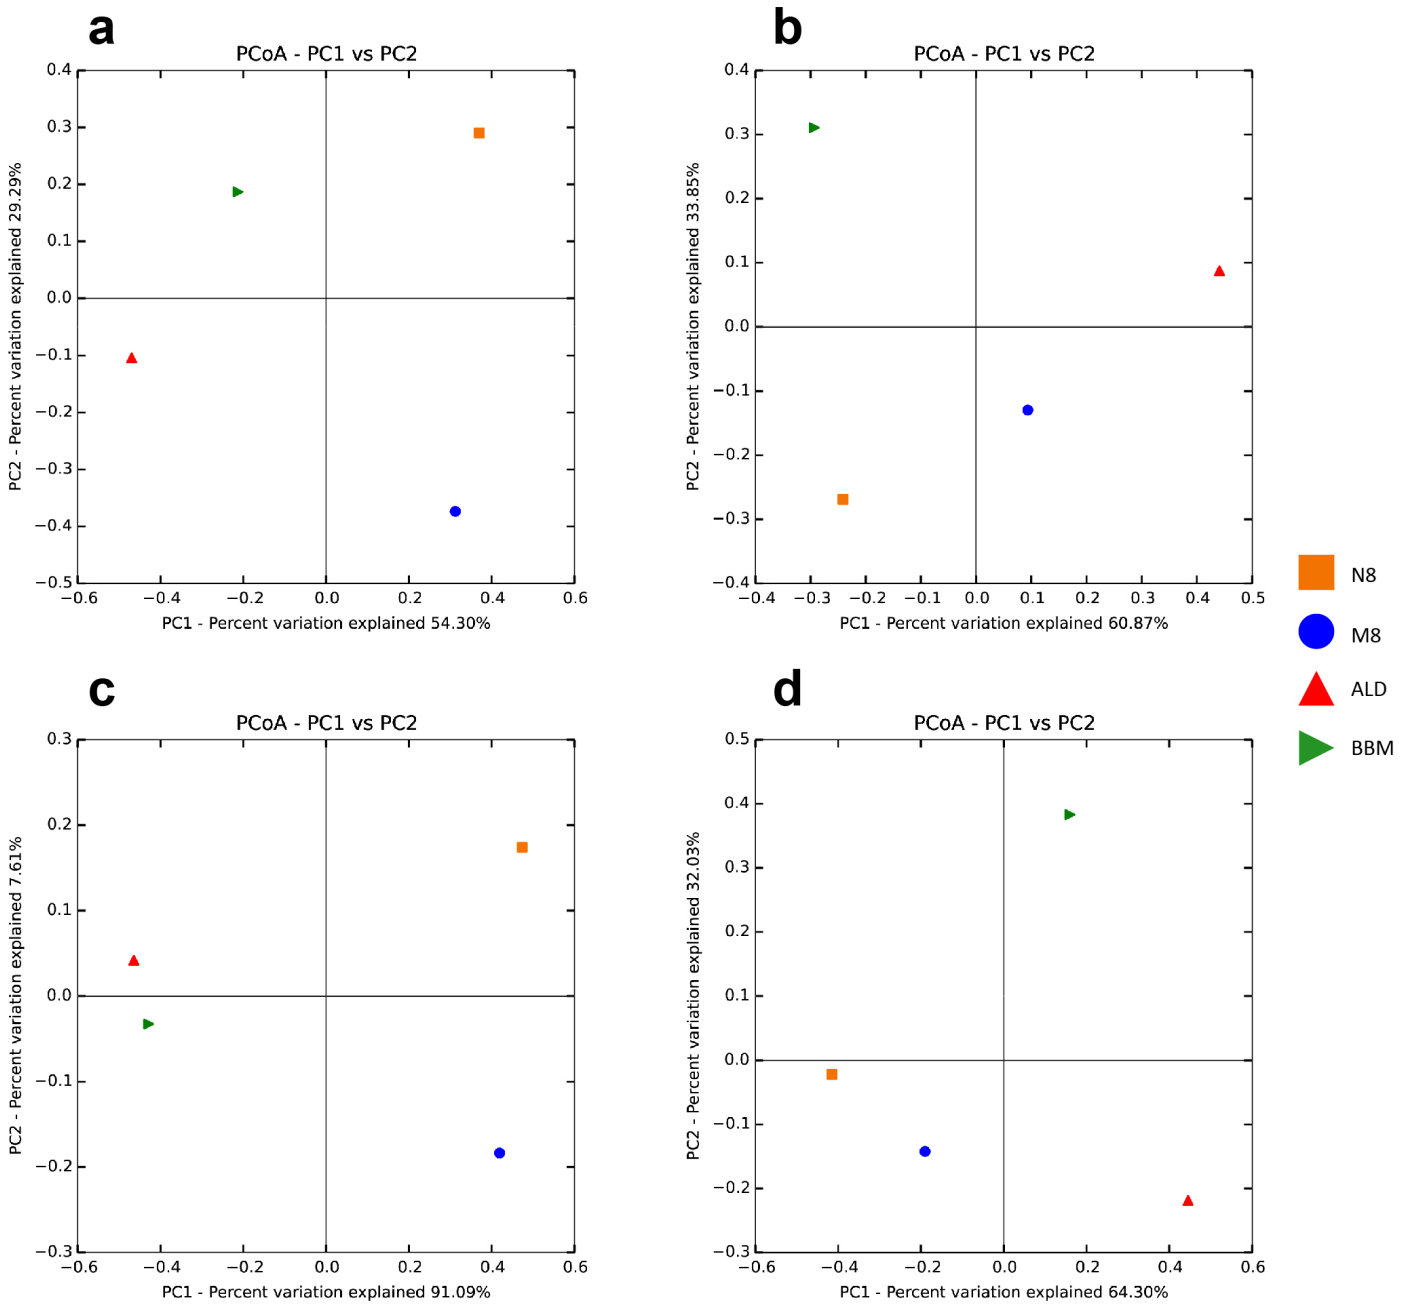 a
PCoA - PC1 vs PC2
0.4
0.3
0.2
0.1
0.0
−0.1
−0.2
−0.3
−0.4
−0.5
−0.6 −0.4 −0.2 0.0 0.2 0.4 0.6
PC2 - Percent variation explained 29.29%
PC1 - Percent variation explained 54.30%
b
PCoA - PC1 vs PC2
0.4
0.3
0.2
0.1
0.0
−0.1
−0.2
−0.3
−0.4
−0.4 −0.3 −0.2 −0.1 0.0 0.1 0.2 0.3 0.4 0.5
PC2 - Percent variation explained 33.85%
PC1 - Percent variation explained 60.87%
N8
M8
ALD
BBM
c
PCoA - PC1 vs PC2
0.3
0.2
0.1
0.0
−0.1
−0.2
−0.3
−0.6 −0.4 −0.2 0.0 0.2 0.4 0.6
PC2 - Percent variation explained 7.61%
PC1 - Percent variation explained 91.09%
d
PCoA - PC1 vs PC2
0.5
0.4
0.3
0.2
0.1
0.0
−0.1
−0.2
−0.3
−0.6 −0.4 −0.2 0.0 0.2 0.4 0.6
PC2 - Percent variation explained 32.03%
PC1 - Percent variation explained 64.30%